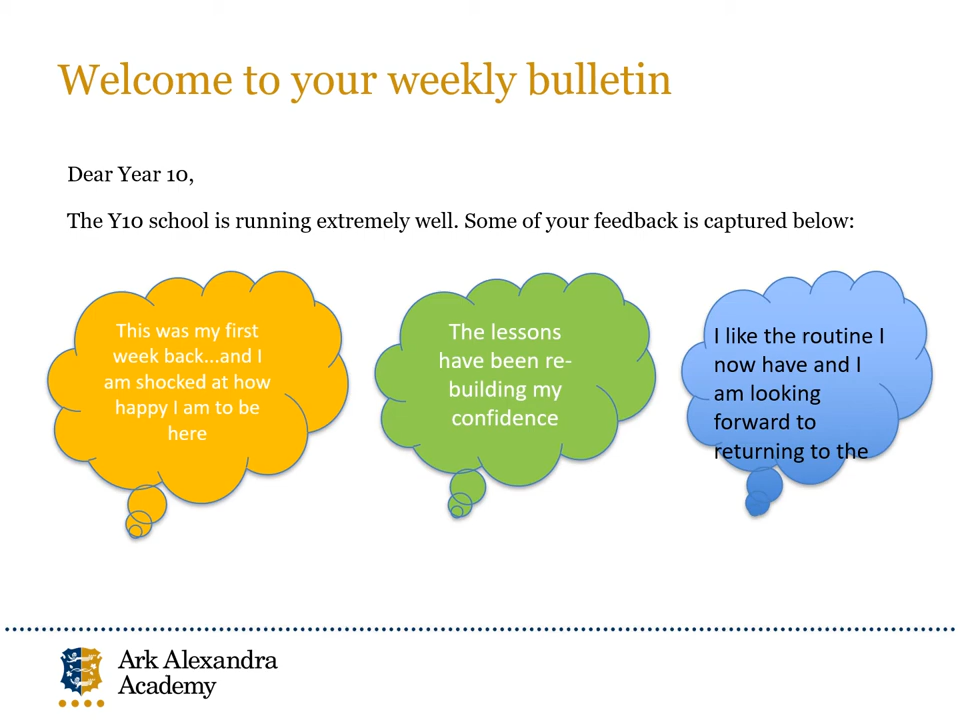 Welcome to your weekly bulletin
Dear Year 10,
The Y10 school is running extremely well. Some of your feedback is captured below:
This was my first
week back...and I
am shocked at how
happy I am to be
here
The lessons
have been re-
building my
confidence
I like the routine I
now have and I
am looking
forward to
returning to the
Ark Alexandra
Academy